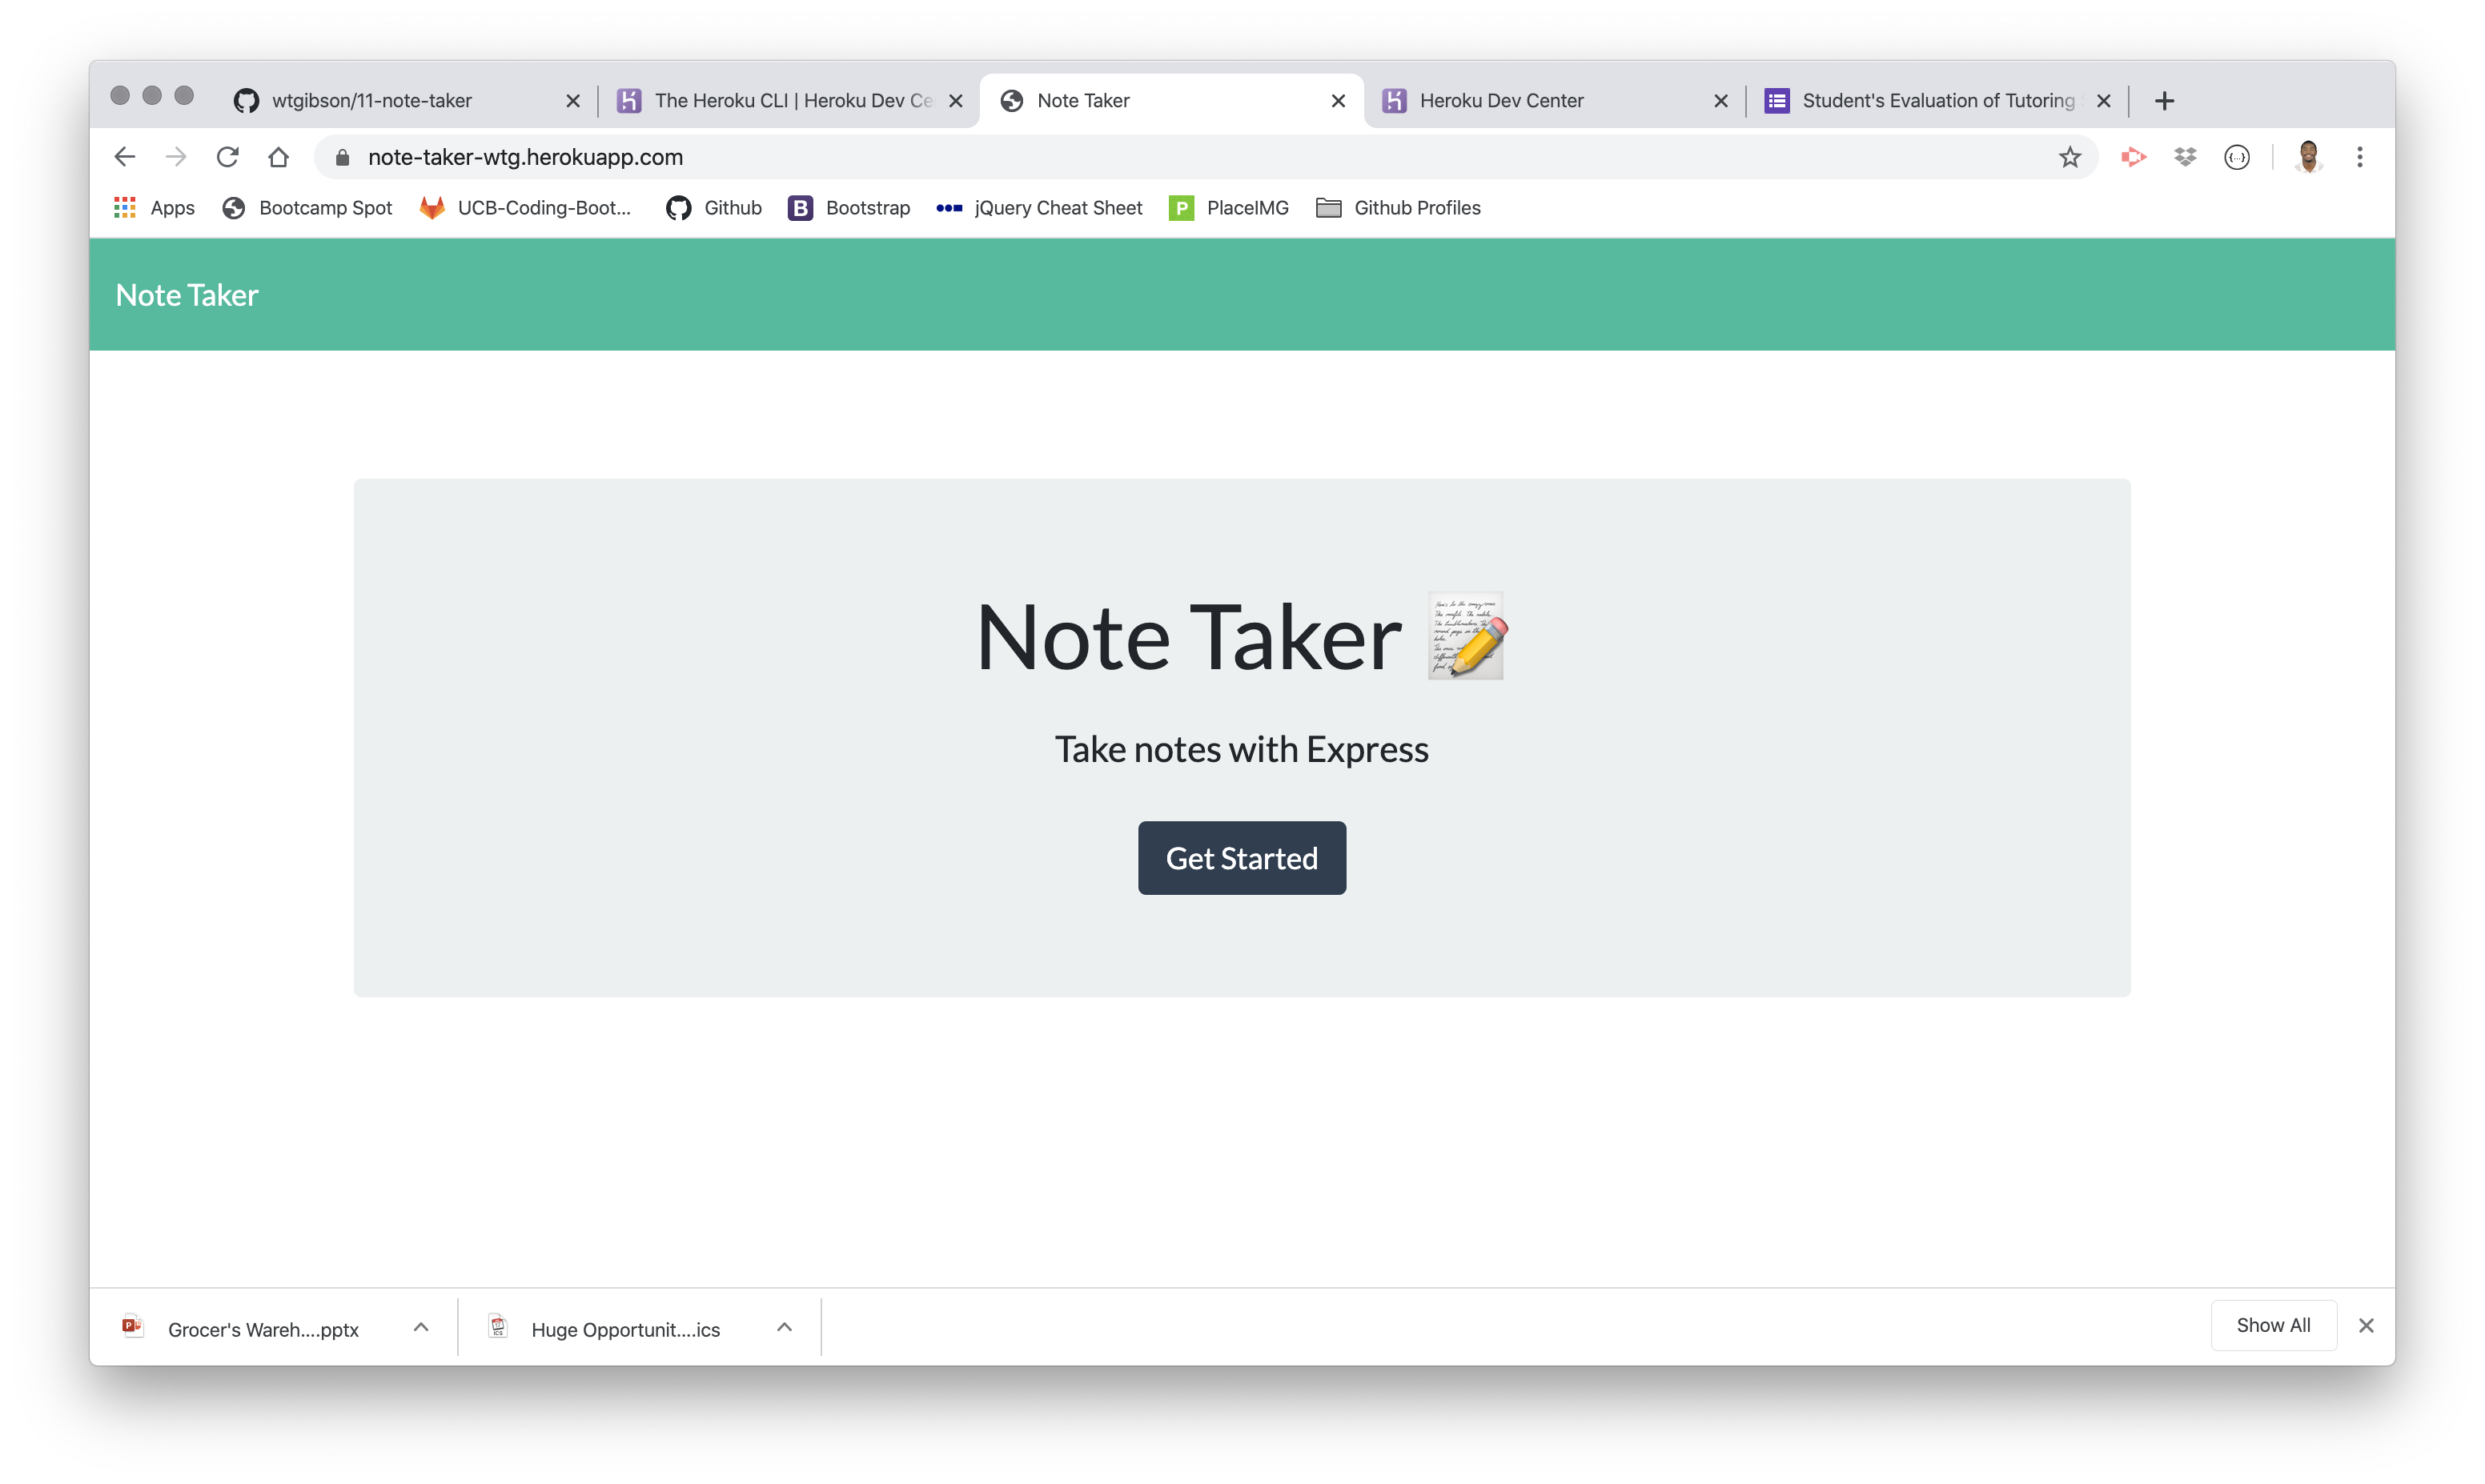 wtgibson/11-note-taker
The Heroku CLI | Heroku Dev Ce
Note Taker
Heroku Dev Center
Student's Evaluation of Tutoring
note-taker-wtg.herokuapp.com
Apps
Bootcamp Spot
UCB-Coding-Boot...
Github
B
Bootstrap
jQuery Cheat Sheet
P
PlaceIMG
Github Profiles
Note Taker
Note Taker
Take notes with Express
Get Started
Grocer's Wareh....pptx
Huge Opportunit....ics
Show All